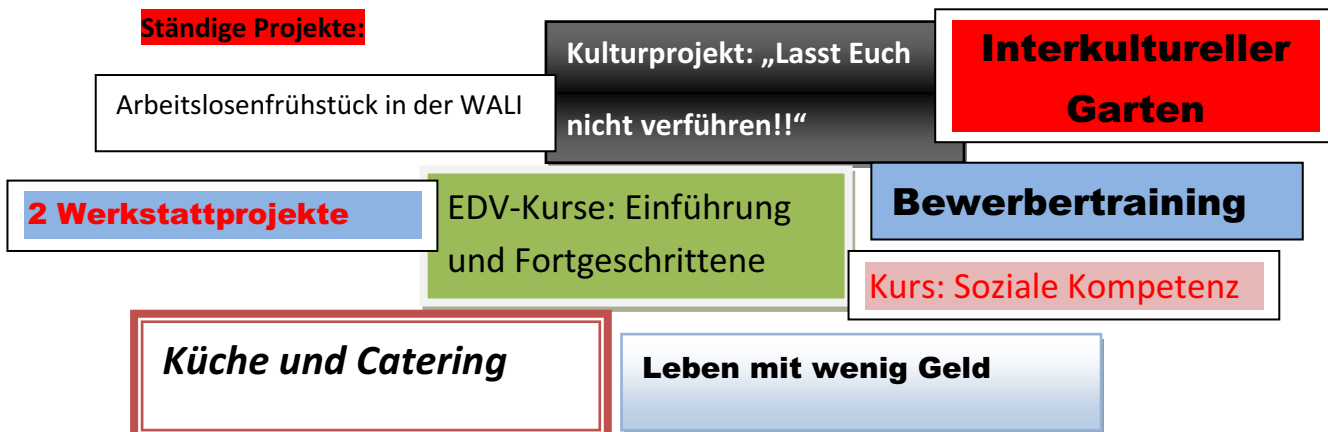 Ständige Projekte:
Kulturprojekt: „Lasst Euch
nicht verführen!!“
Interkultureller
Garten
Arbeitslosenfrühstück in der WALI
2 Werkstattprojekte
EDV-Kurse: Einführung
und Fortgeschrittene
Bewerbertraining
Kurs: Soziale Kompetenz
Küche und Catering
Leben mit wenig Geld